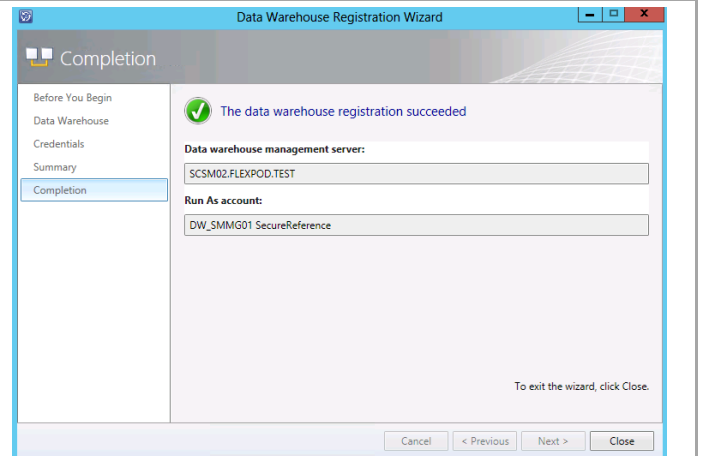 Data Warehouse Registration Wizard
Completion
Before You Begin
Data Warehouse
Credentials
Summary
Completion
The data warehouse registration succeeded
Data warehouse management server:
SCSM02.FLEXPOD.TEST
Run As account:
DW_SMMG01 SecureReference
To exit the wizard, click Close.
Cancel
< Previous
Next >
Close